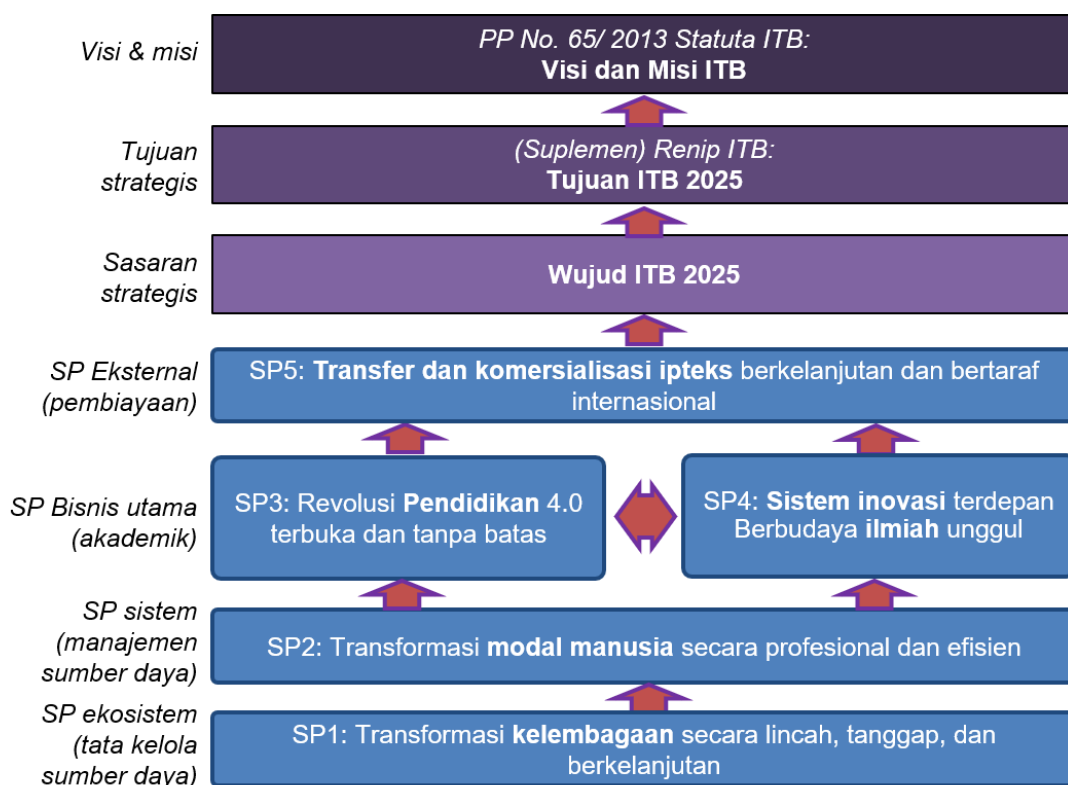 Visi & misi
PP No. 65/ 2013 Statuta ITB:
Visi dan Misi ITB
Tujuan
strategis
(Suplemen) Renip ITB:
Tujuan ITB 2025
Sasaran
strategis
Wujud ITB 2025
SP Eksternal
(pembiayaan)
SP5: Transfer dan komersialisasi ipteks berkelanjutan dan bertaraf
internasional
SP Bisnis utama
(akademik)
SP3: Revolusi Pendidikan 4.0
terbuka dan tanpa batas
SP4: Sistem inovasi terdepan
Berbudaya ilmiah unggul
SP sistem
(manajemen
sumber daya)
SP2: Transformasi modal manusia secara profesional dan efisien
SP ekosistem
(tata kelola
sumber daya)
SP1: Transformasi kelembagaan secara lincah, tanggap, dan
berkelanjutan